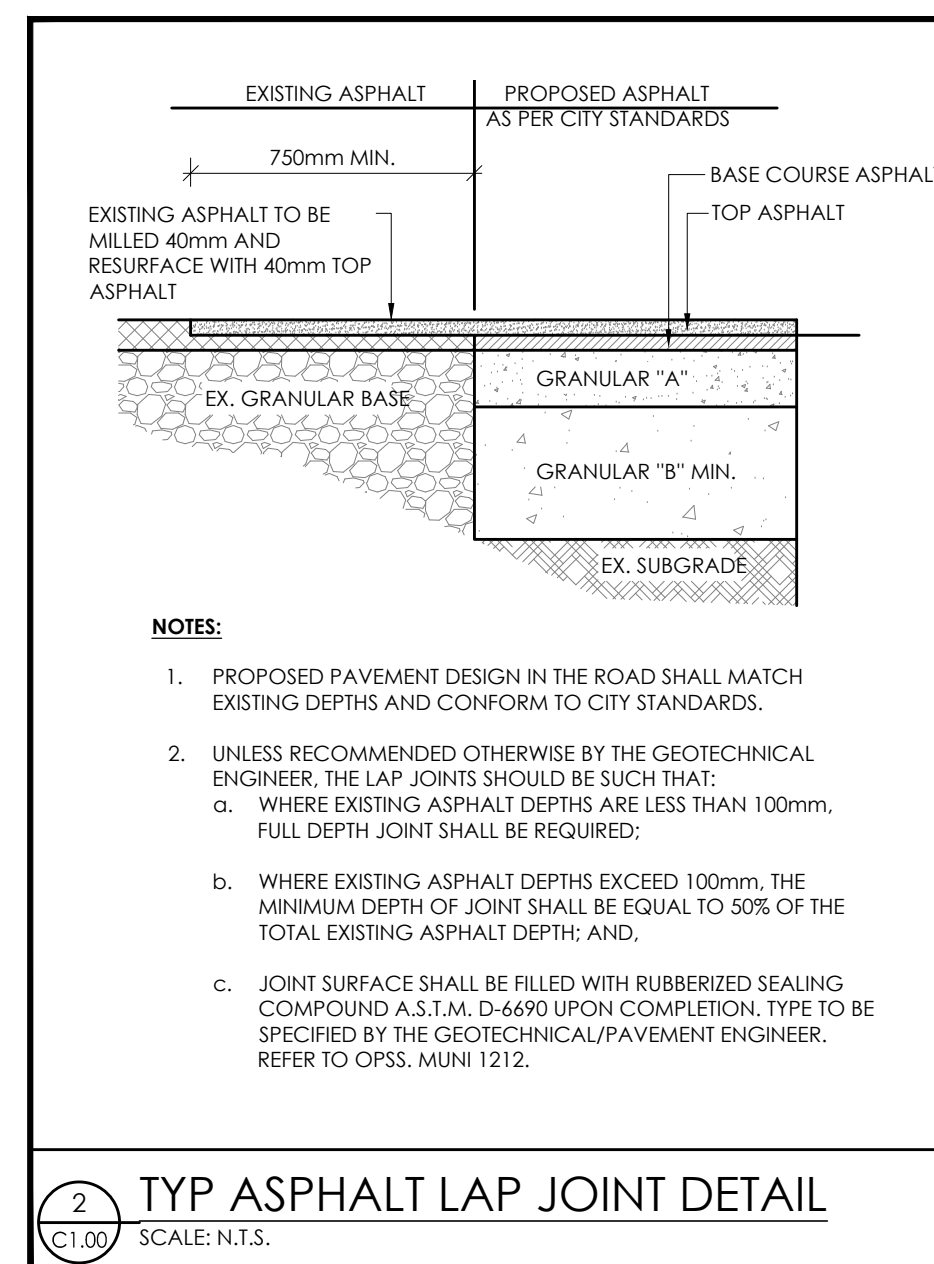 EXISTING ASPHALT
PROPOSED ASPHALT
AS PER CITY STANDARDS
750mm MIN.
BASE COURSE ASPHALT
TOP ASPHALT
EXISTING ASPHALT TO BE
MILLED 40mm AND
RESURFACE WITH 40mm TOP
ASPHALT
GRANULAR "A"
EX. GRANULAR BASE
GRANULAR "B" MIN.
EX. SUBGRADE
NOTES:
1. PROPOSED PAVEMENT DESIGN IN THE ROAD SHALL MATCH
EXISTING DEPTHS AND CONFORM TO CITY STANDARDS.
2. UNLESS RECOMMENDED OTHERWISE BY THE GEOTECHNICAL
ENGINEER, THE LAP JOINTS SHOULD BE SUCH THAT:
a. WHERE EXISTING ASPHALT DEPTHS ARE LESS THAN 100mm,
FULL DEPTH JOINT SHALL BE REQUIRED;
b. WHERE EXISTING ASPHALT DEPTHS EXCEED 100mm, THE
MINIMUM DEPTH OF JOINT SHALL BE EQUAL TO 50% OF THE
TOTAL EXISTING ASPHALT DEPTH; AND,
c. JOINT SURFACE SHALL BE FILLED WITH RUBBERIZED SEALING
COMPOUND A.S.T.M. D-6690 UPON COMPLETION. TYPE TO BE
SPECIFIED BY THE GEOTECHNICAL/PAVEMENT ENGINEER.
REFER TO OPSS. MUNI 1212.
2
C1.00
TYP ASPHALT LAP JOINT DETAIL
SCALE: N.T.S.